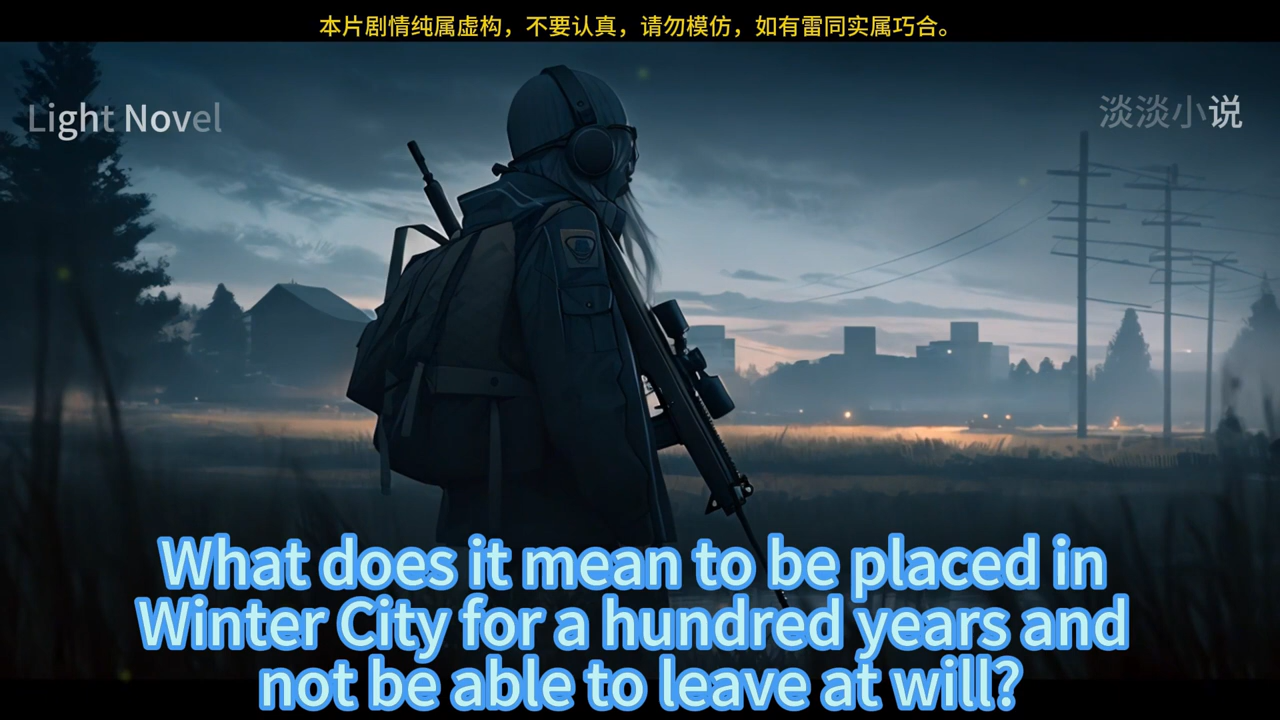 本片剧情纯属虚构，不要认真，请勿模仿，如有雷同实属巧合。
Light Novel
淡淡小说
What does it mean to be placed in
Winter City for a hundred years and
not be able to leave at will?